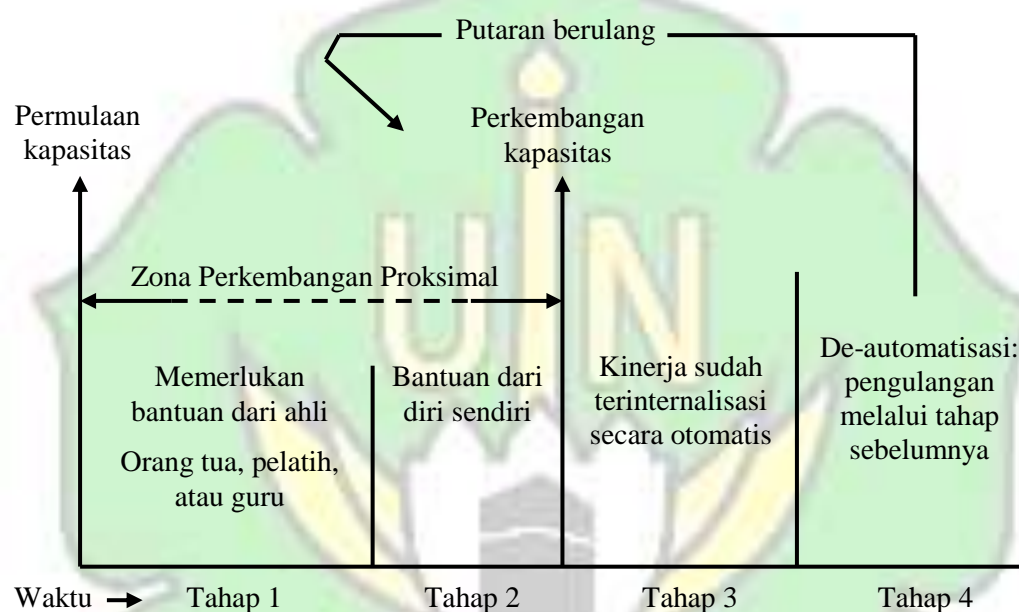 Putaran berulang
Permulaan
kapasitas
Perkembangan
kapasitas
UIN
Zona Perkembangan Proksimal
Memerlukan
bantuan dari ahli
Orang tua, pelatih,
atau guru
Bantuan dari
diri sendiri
Kinerja sudah
terinternalisasi
secara otomatis
De-automatisasi:
pengulangan
melalui tahap
sebelumnya
Waktu
Tahap 1
Tahap 2
Tahap 3
Tahap 4